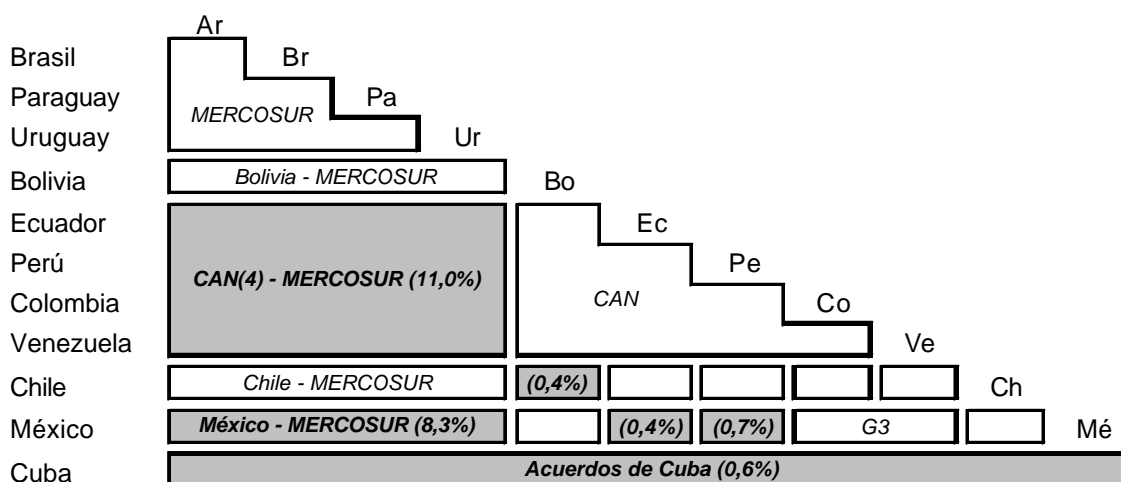 Ar
Brasil Br
Paraguay Pa
MERCOSUR
Uruguay Ur
Bolivia Bolivia - MERCOSUR Bo
Ecuador Ec
Perú Pe
CAN(4) - MERCOSUR (11,0%)
Colombia CAN Co
Venezuela Ve
Chile Chile - MERCOSUR (0,4%) Ch
México México - MERCOSUR (8,3%) (0,4%) (0,7%) G3 Mé
Cuba Acuerdos de Cuba (0,6%)